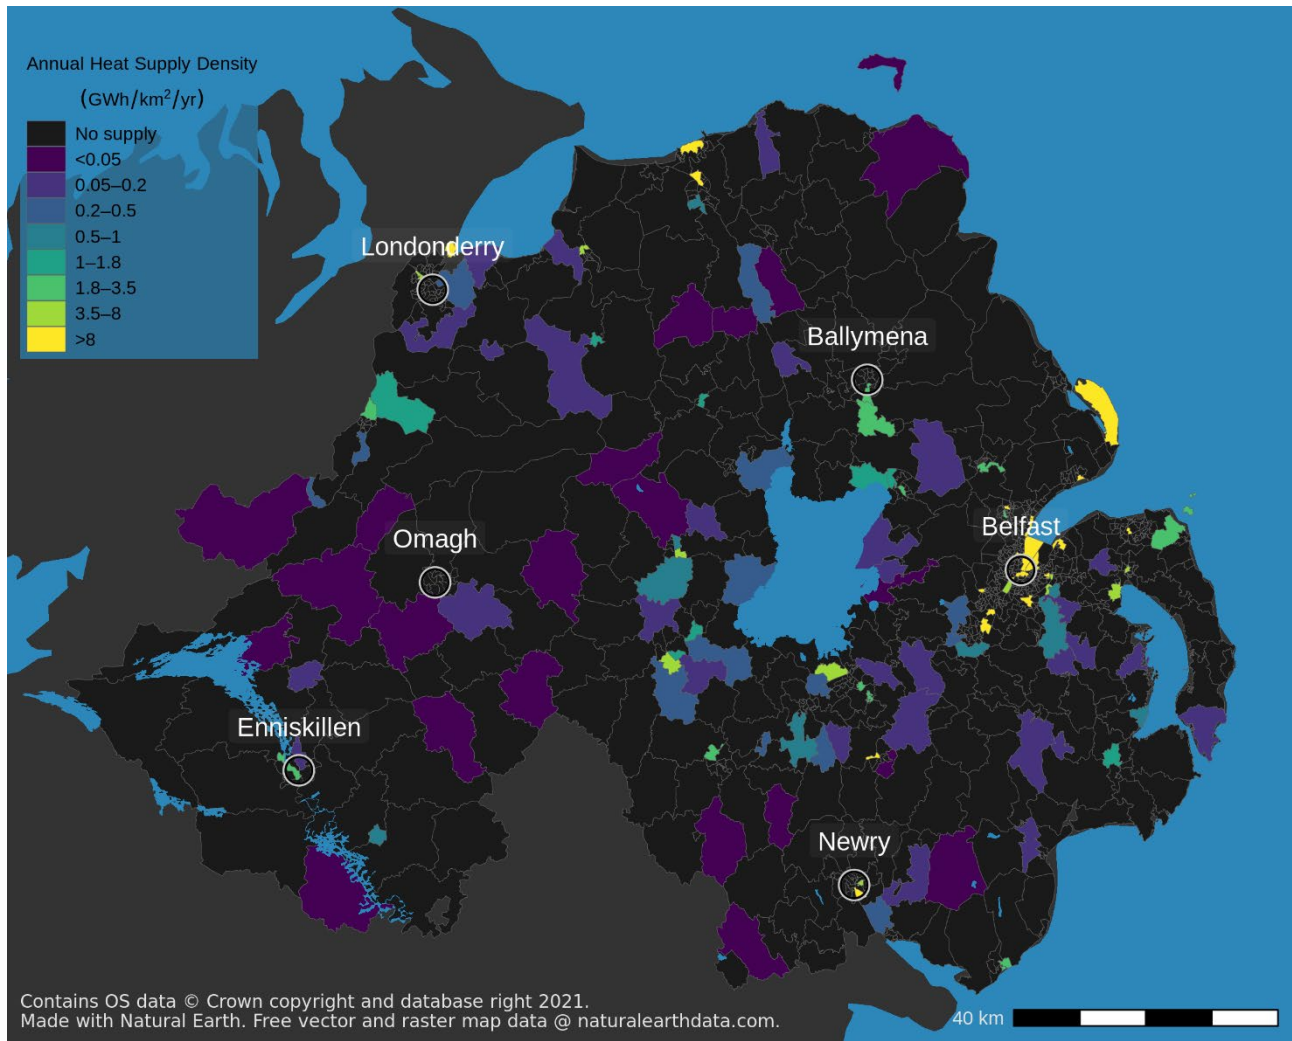 Annual Heat Supply Density
(GWh/km²/yr)
No supply
<0.05
0.05–0.2
0.2–0.5
0.5–1
1–1.8
1.8–3.5
3.5–8
>8
Londonderry
Ballymena
Omagh
Belfast
Enniskillen
Newry
Contains OS data © Crown copyright and database right 2021.
Made with Natural Earth. Free vector and raster map data @ naturalearthdata.com.
40 km